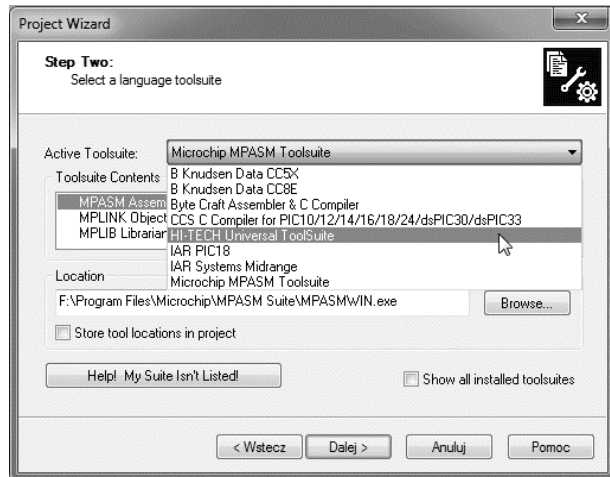 Project Wizard
Step Two:
Select a language toolsuite
Active Toolsuite:
Microchip MPASM Toolsuite
B Knudsen Data CC5X
B Knudsen Data CC8E
Byte Craft Assembler & C Compiler
CCS C Compiler for PIC10/12/14/16/18/24/dsPIC30/dsPIC33
HI-TECH Universal ToolSuite
IAR PIC18
IAR Systems Midrange
Microchip MPASM Toolsuite
Toolsuite Contents
MPASM Assem
MPLINK Object
MPLIB Librarian
Location
F:\Program Files\Microchip\MPASM Suite\MPASMWIN.exe
Browse...
Store tool locations in project
Help! My Suite Isn't Listed!
Show all installed toolsuites
< Wstecz
Dalej >
Anuluj
Pomoc